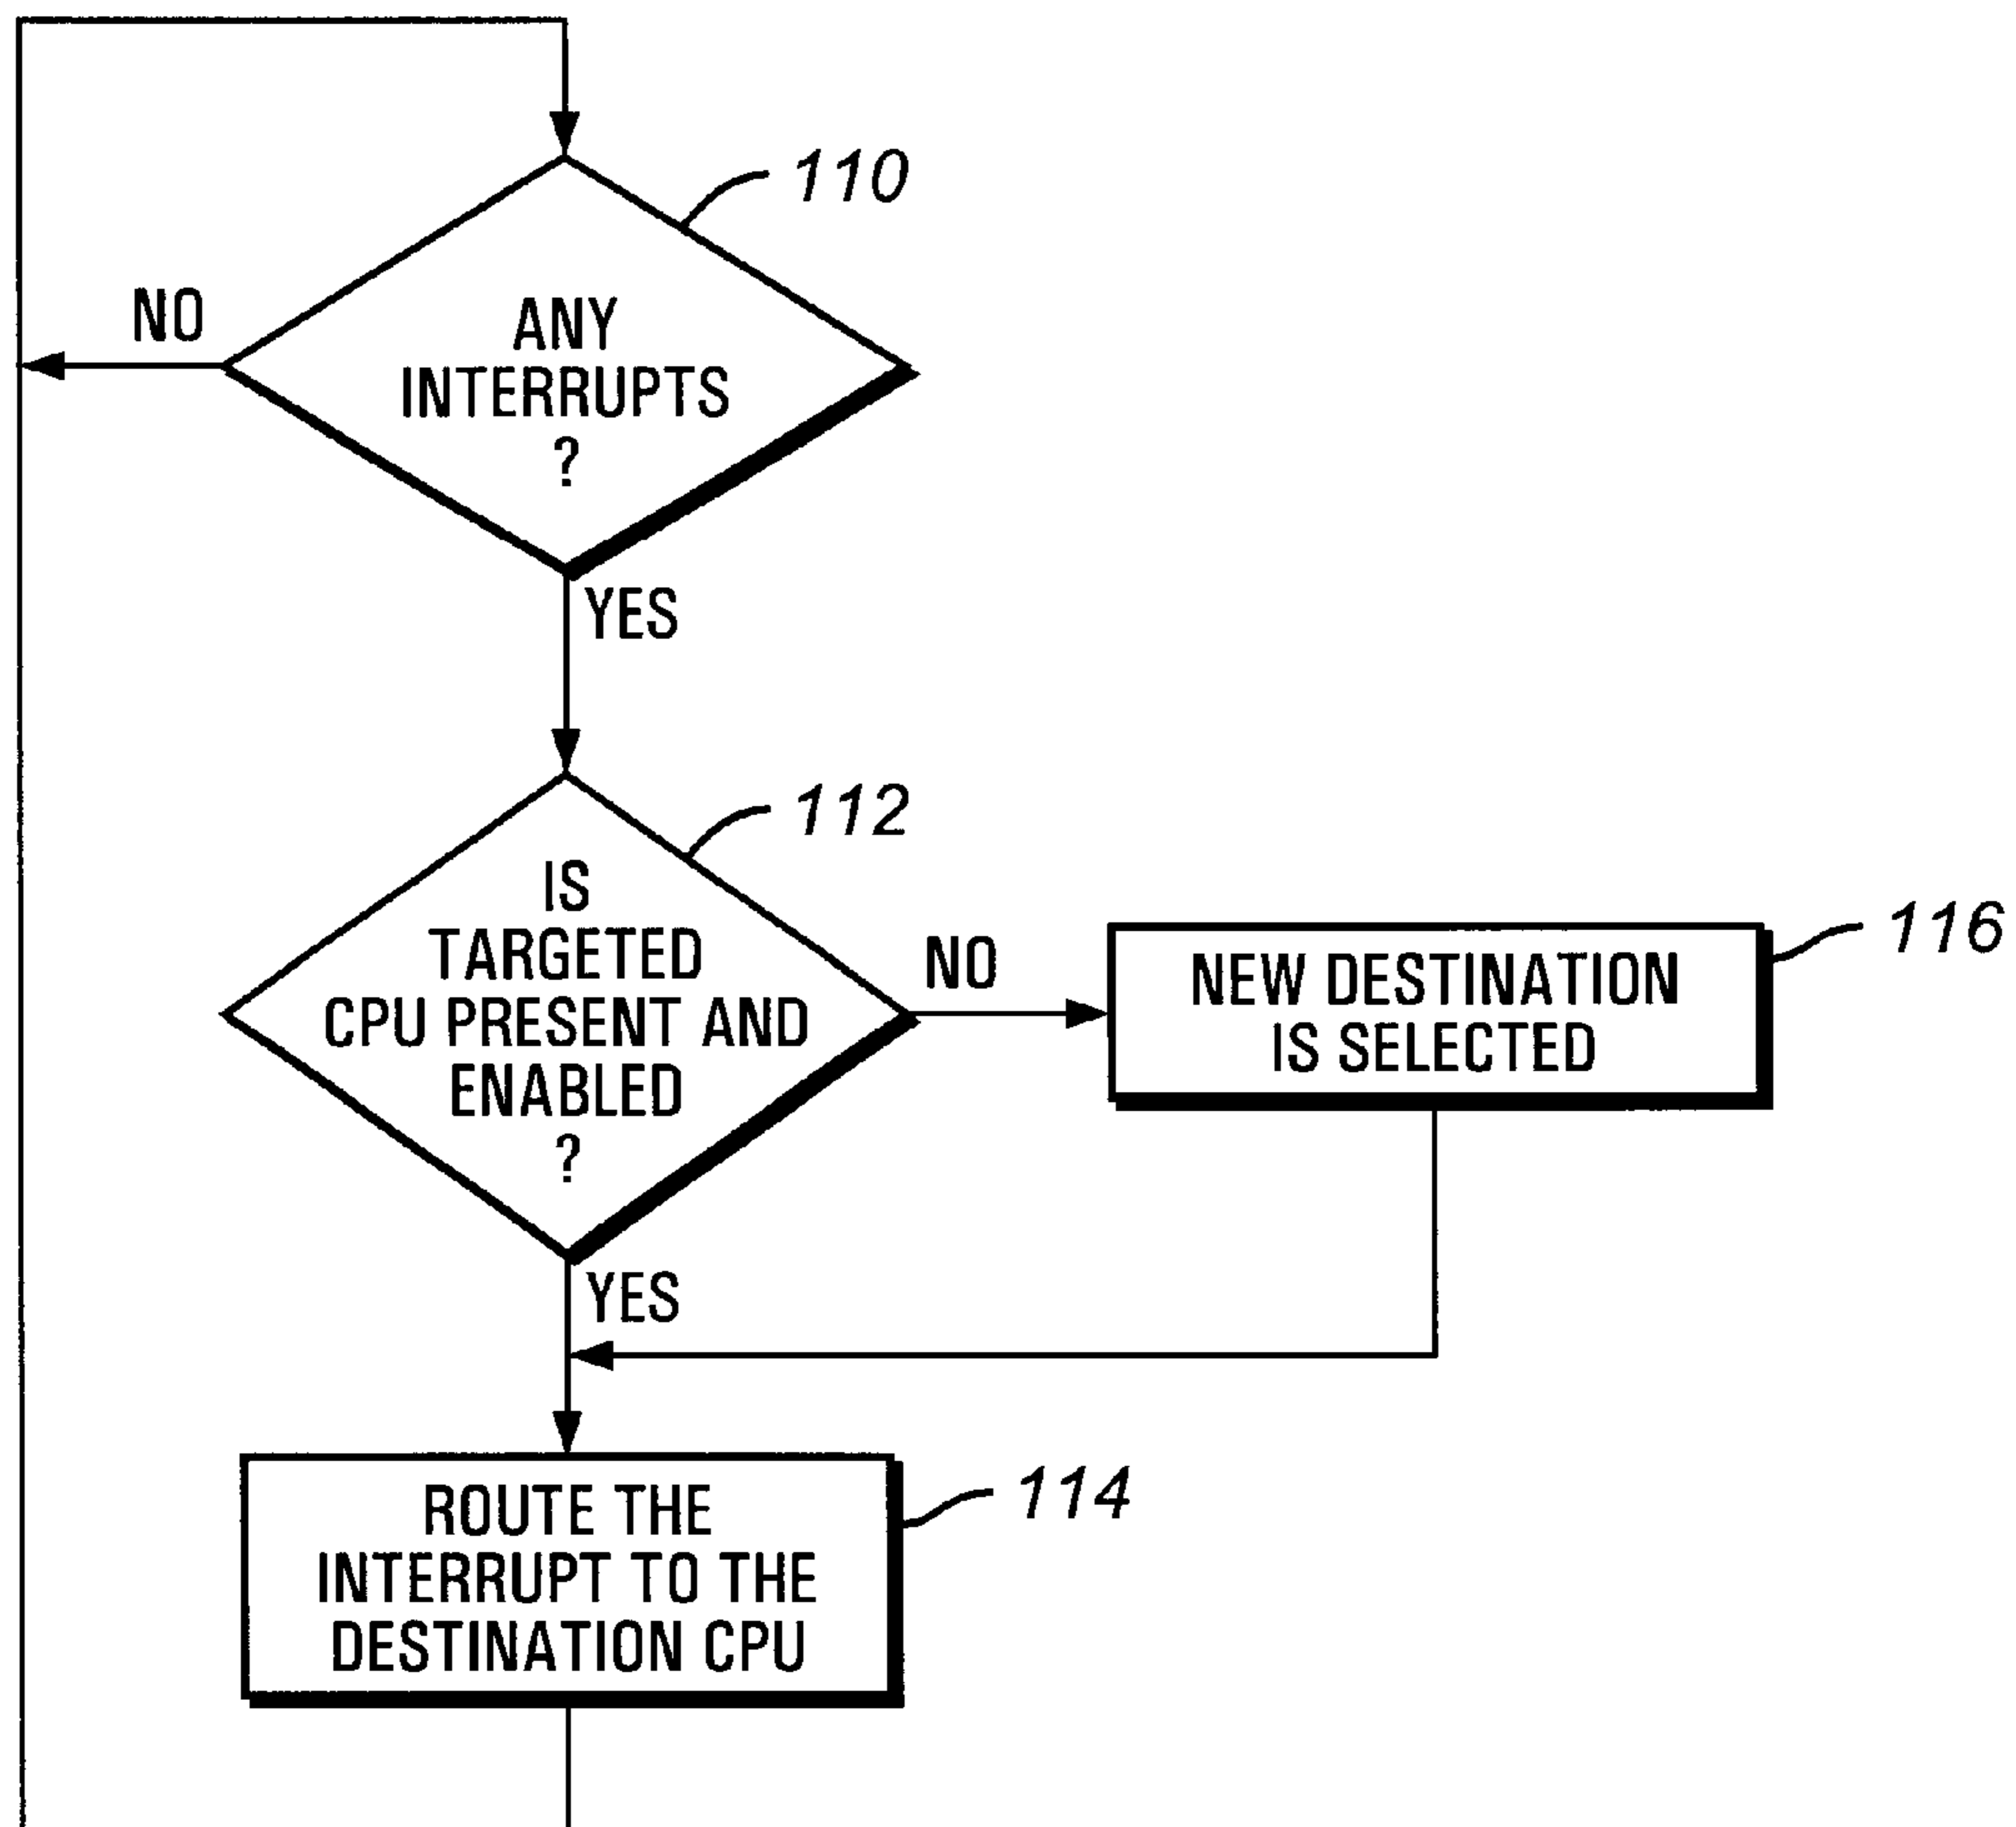 110
NO
ANY
INTERRUPTS
?
YES
112
IS
TARGETED
CPU PRESENT AND
ENABLED
?
NO
116
NEW DESTINATION
IS SELECTED
YES
114
ROUTE THE
INTERRUPT TO THE
DESTINATION CPU